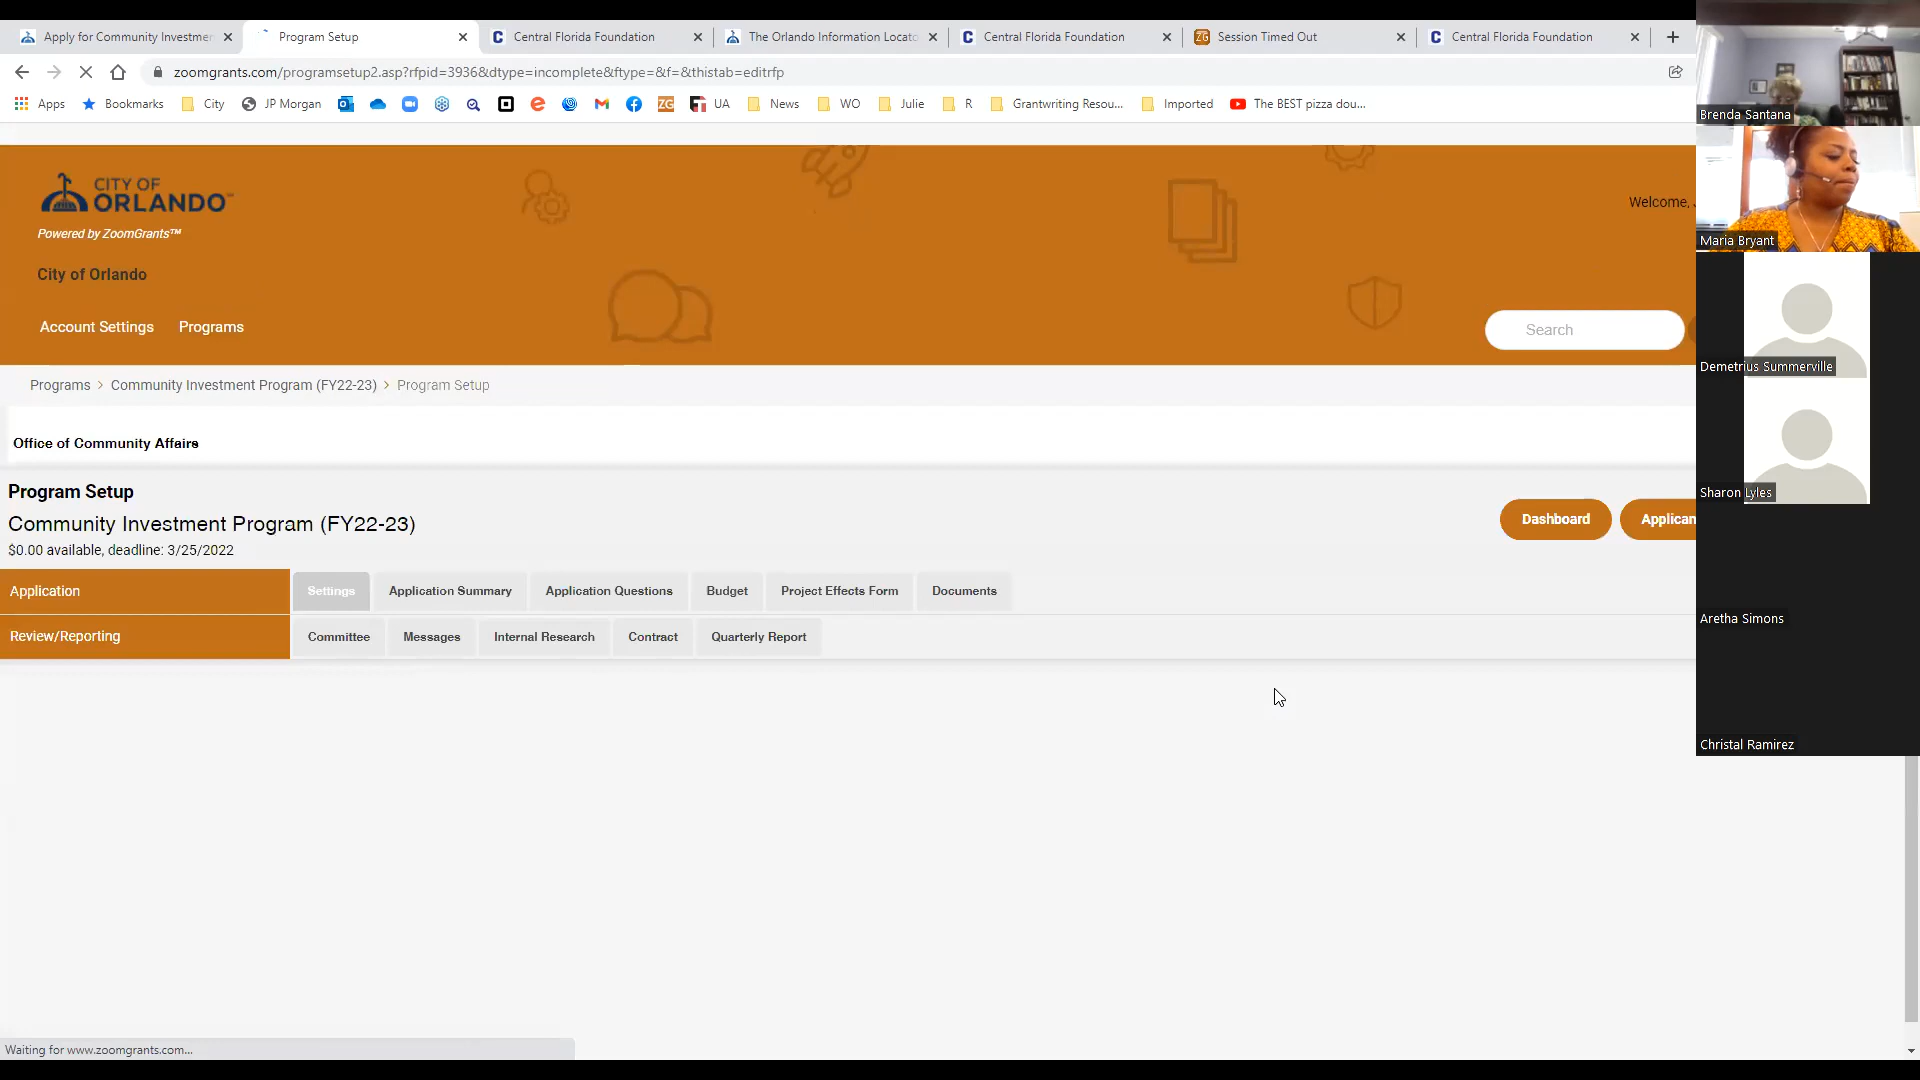 Apply for Community Investmen
Program Setup
Central Florida Foundation
The Orlando Information Locato
Central Florida Foundation
Session Timed Out
Central Florida Foundation
zoomgrants.com/programsetup2.asp?rfpid=3936&dtype=incomplete&ftype=&f=&thistab=editrfp
Apps
Bookmarks
City
JP Morgan
ZG
UA
News
WO
Julie
R
Grantwriting Resou...
Imported
The BEST pizza dou...
CITY OF
ORLANDO™
Powered by ZoomGrants™
City of Orlando
Welcome,
Account Settings
Programs
Search
Programs > Community Investment Program (FY22-23) > Program Setup
Office of Community Affairs
Program Setup
Community Investment Program (FY22-23)
$0.00 available, deadline: 3/25/2022
Dashboard
Applican
Application
Settings
Application Summary
Application Questions
Budget
Project Effects Form
Documents
Review/Reporting
Committee
Messages
Internal Research
Contract
Quarterly Report
Waiting for www.zoomgrants.com...
Brenda Santana
Maria Bryant
Demetrius Summerville
Sharon Lyles
Aretha Simons
Christal Ramirez